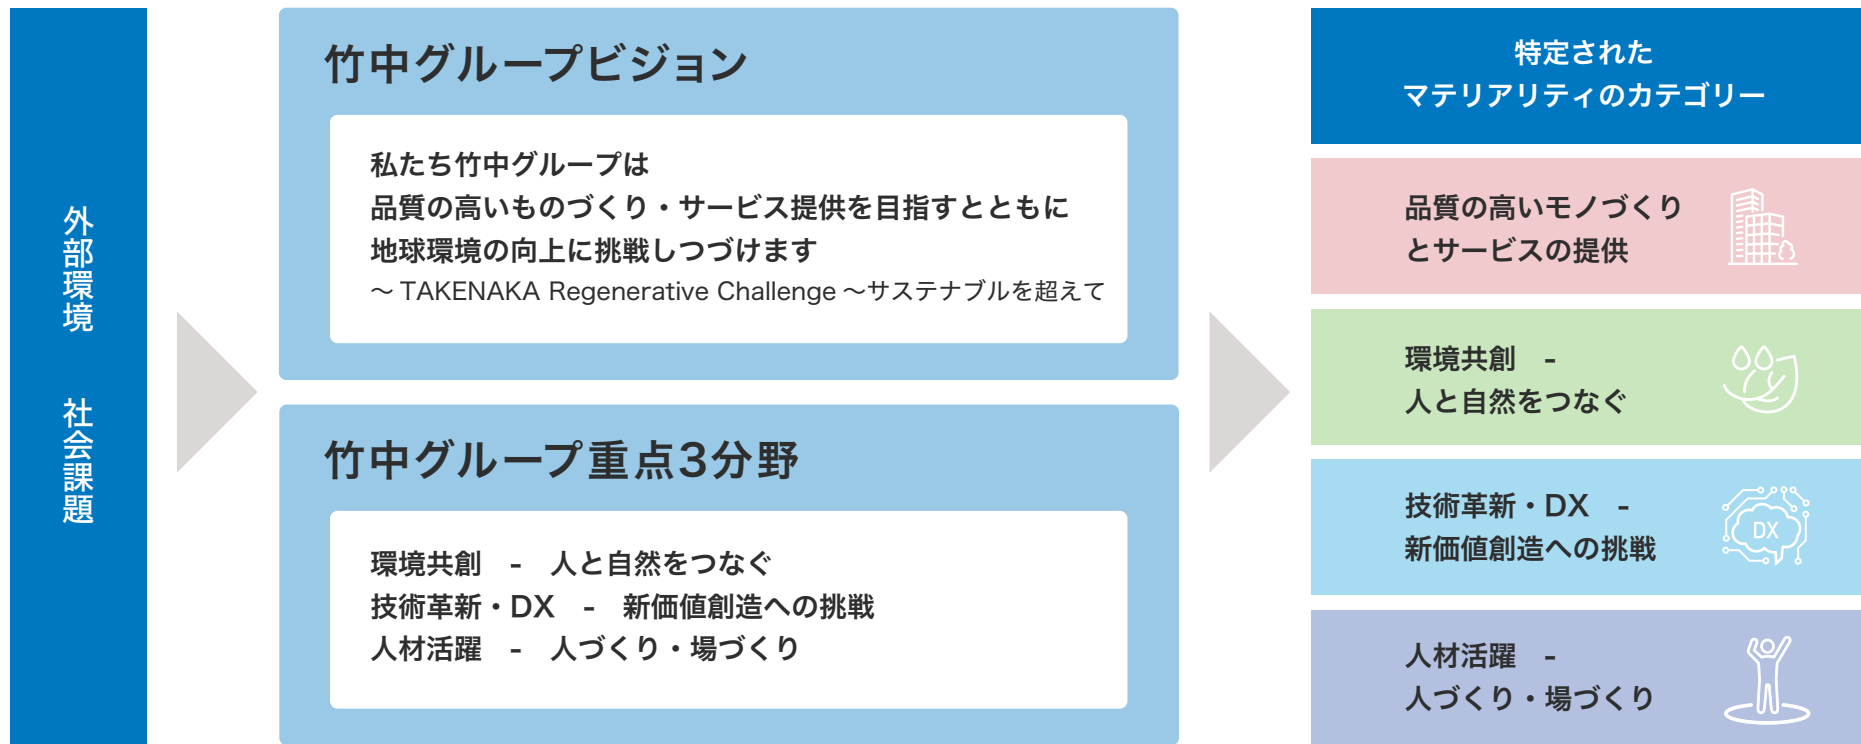 外部環境　社会課題
竹中グループビジョン
私たち竹中グループは
品質の高いものづくり・サービス提供を目指すとともに
地球環境の向上に挑戦しつづけます
～ TAKENAKA Regenerative Challenge ～サステナブルを超えて
竹中グループ重点3分野
環境共創　-　人と自然をつなぐ
技術革新・DX　-　新価値創造への挑戦
人材活躍　-　人づくり・場づくり
特定された
マテリアリティのカテゴリー
品質の高いモノづくり
とサービスの提供
環境共創　-
人と自然をつなぐ
技術革新・DX　-
新価値創造への挑戦
DX
人材活躍　-
人づくり・場づくり